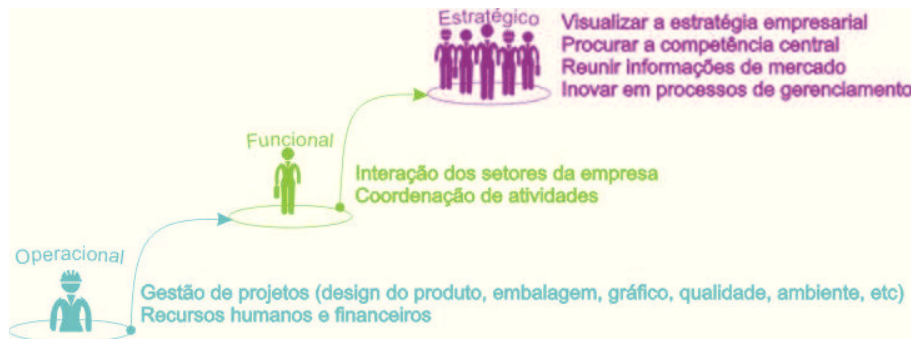 Estratégico
Visualizar a estratégia empresarial
Procurar a competência central
Reunir informações de mercado
Inovar em processos de gerenciamento
Funcional
Interação dos setores da empresa
Coordenação de atividades
Operacional
Gestão de projetos (design do produto, embalagem, gráfico, qualidade, ambiente, etc)
Recursos humanos e financeiros